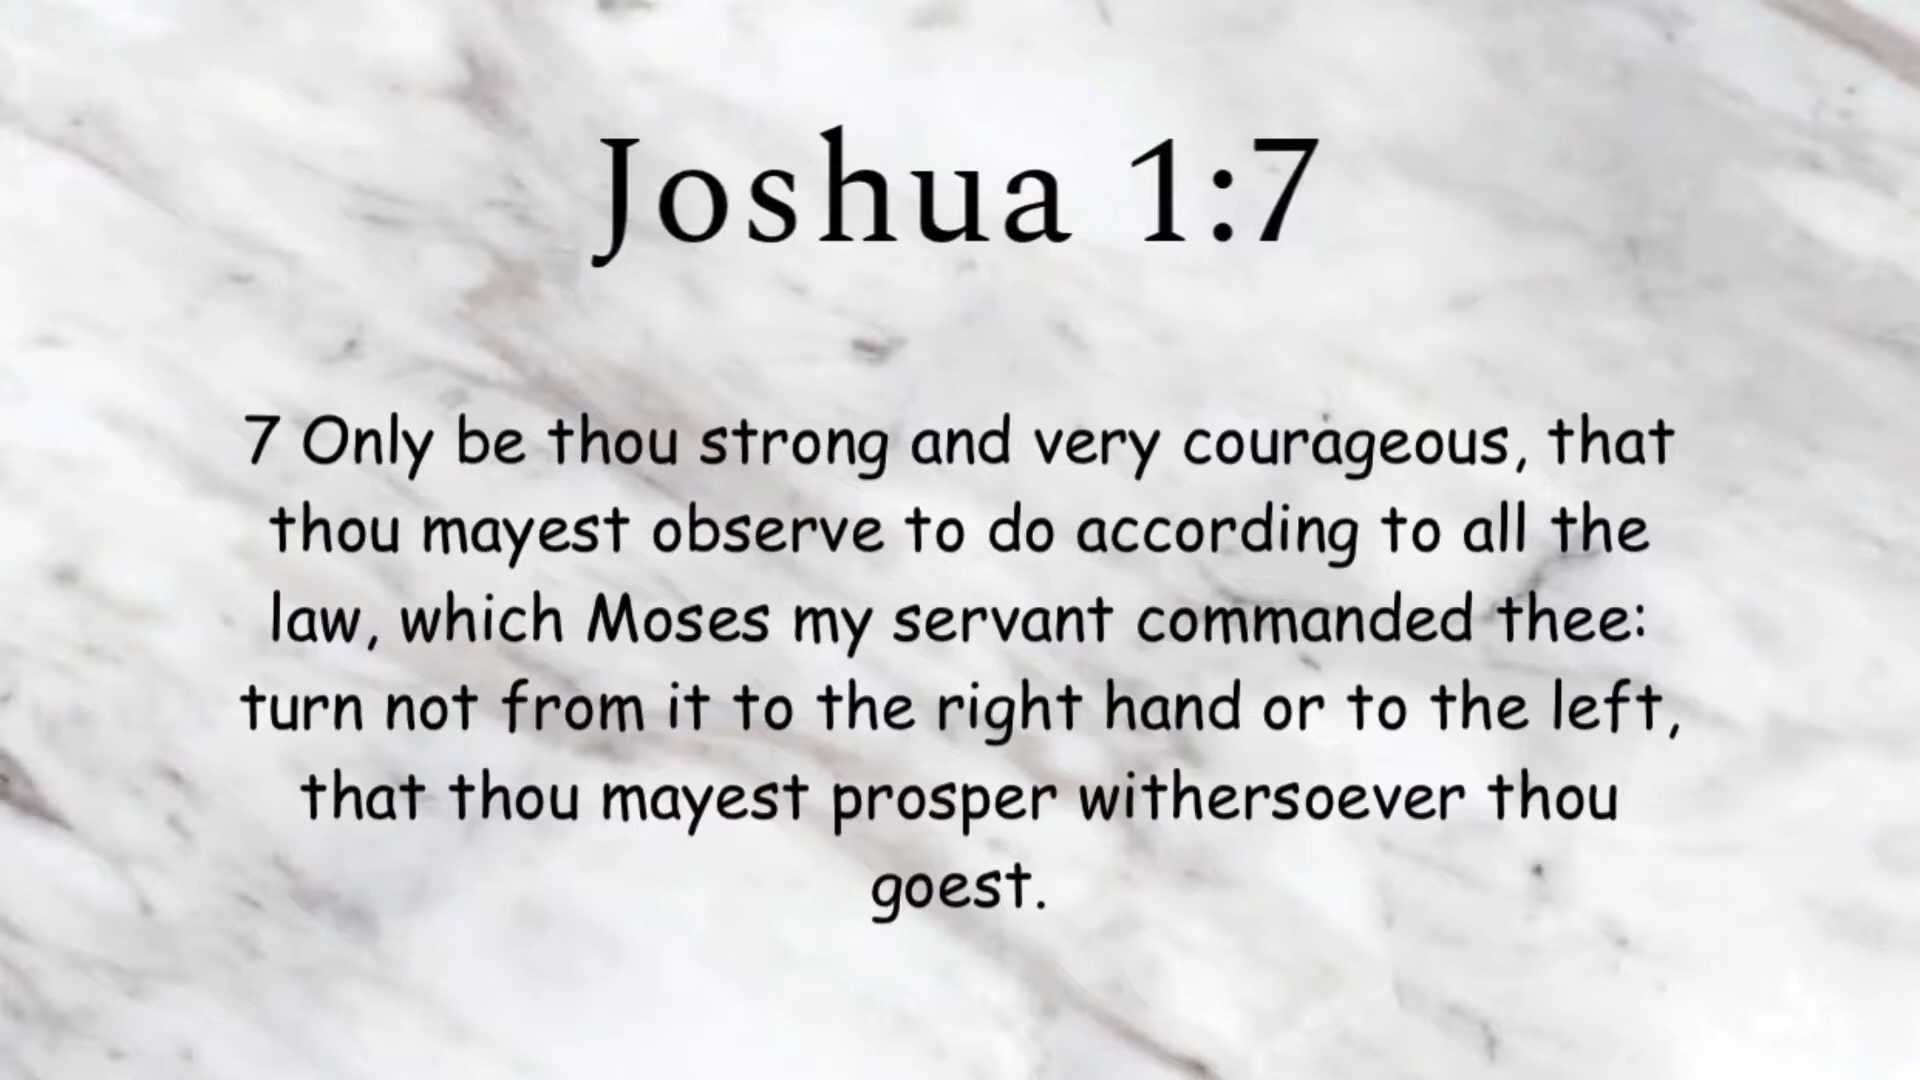 Joshua 1:7
7 Only be thou strong and very courageous, that
thou mayest observe to do according to all the
law, which Moses my servant commanded thee:
turn not from it to the right hand or to the left,
that thou mayest prosper withersoever thou
goest.